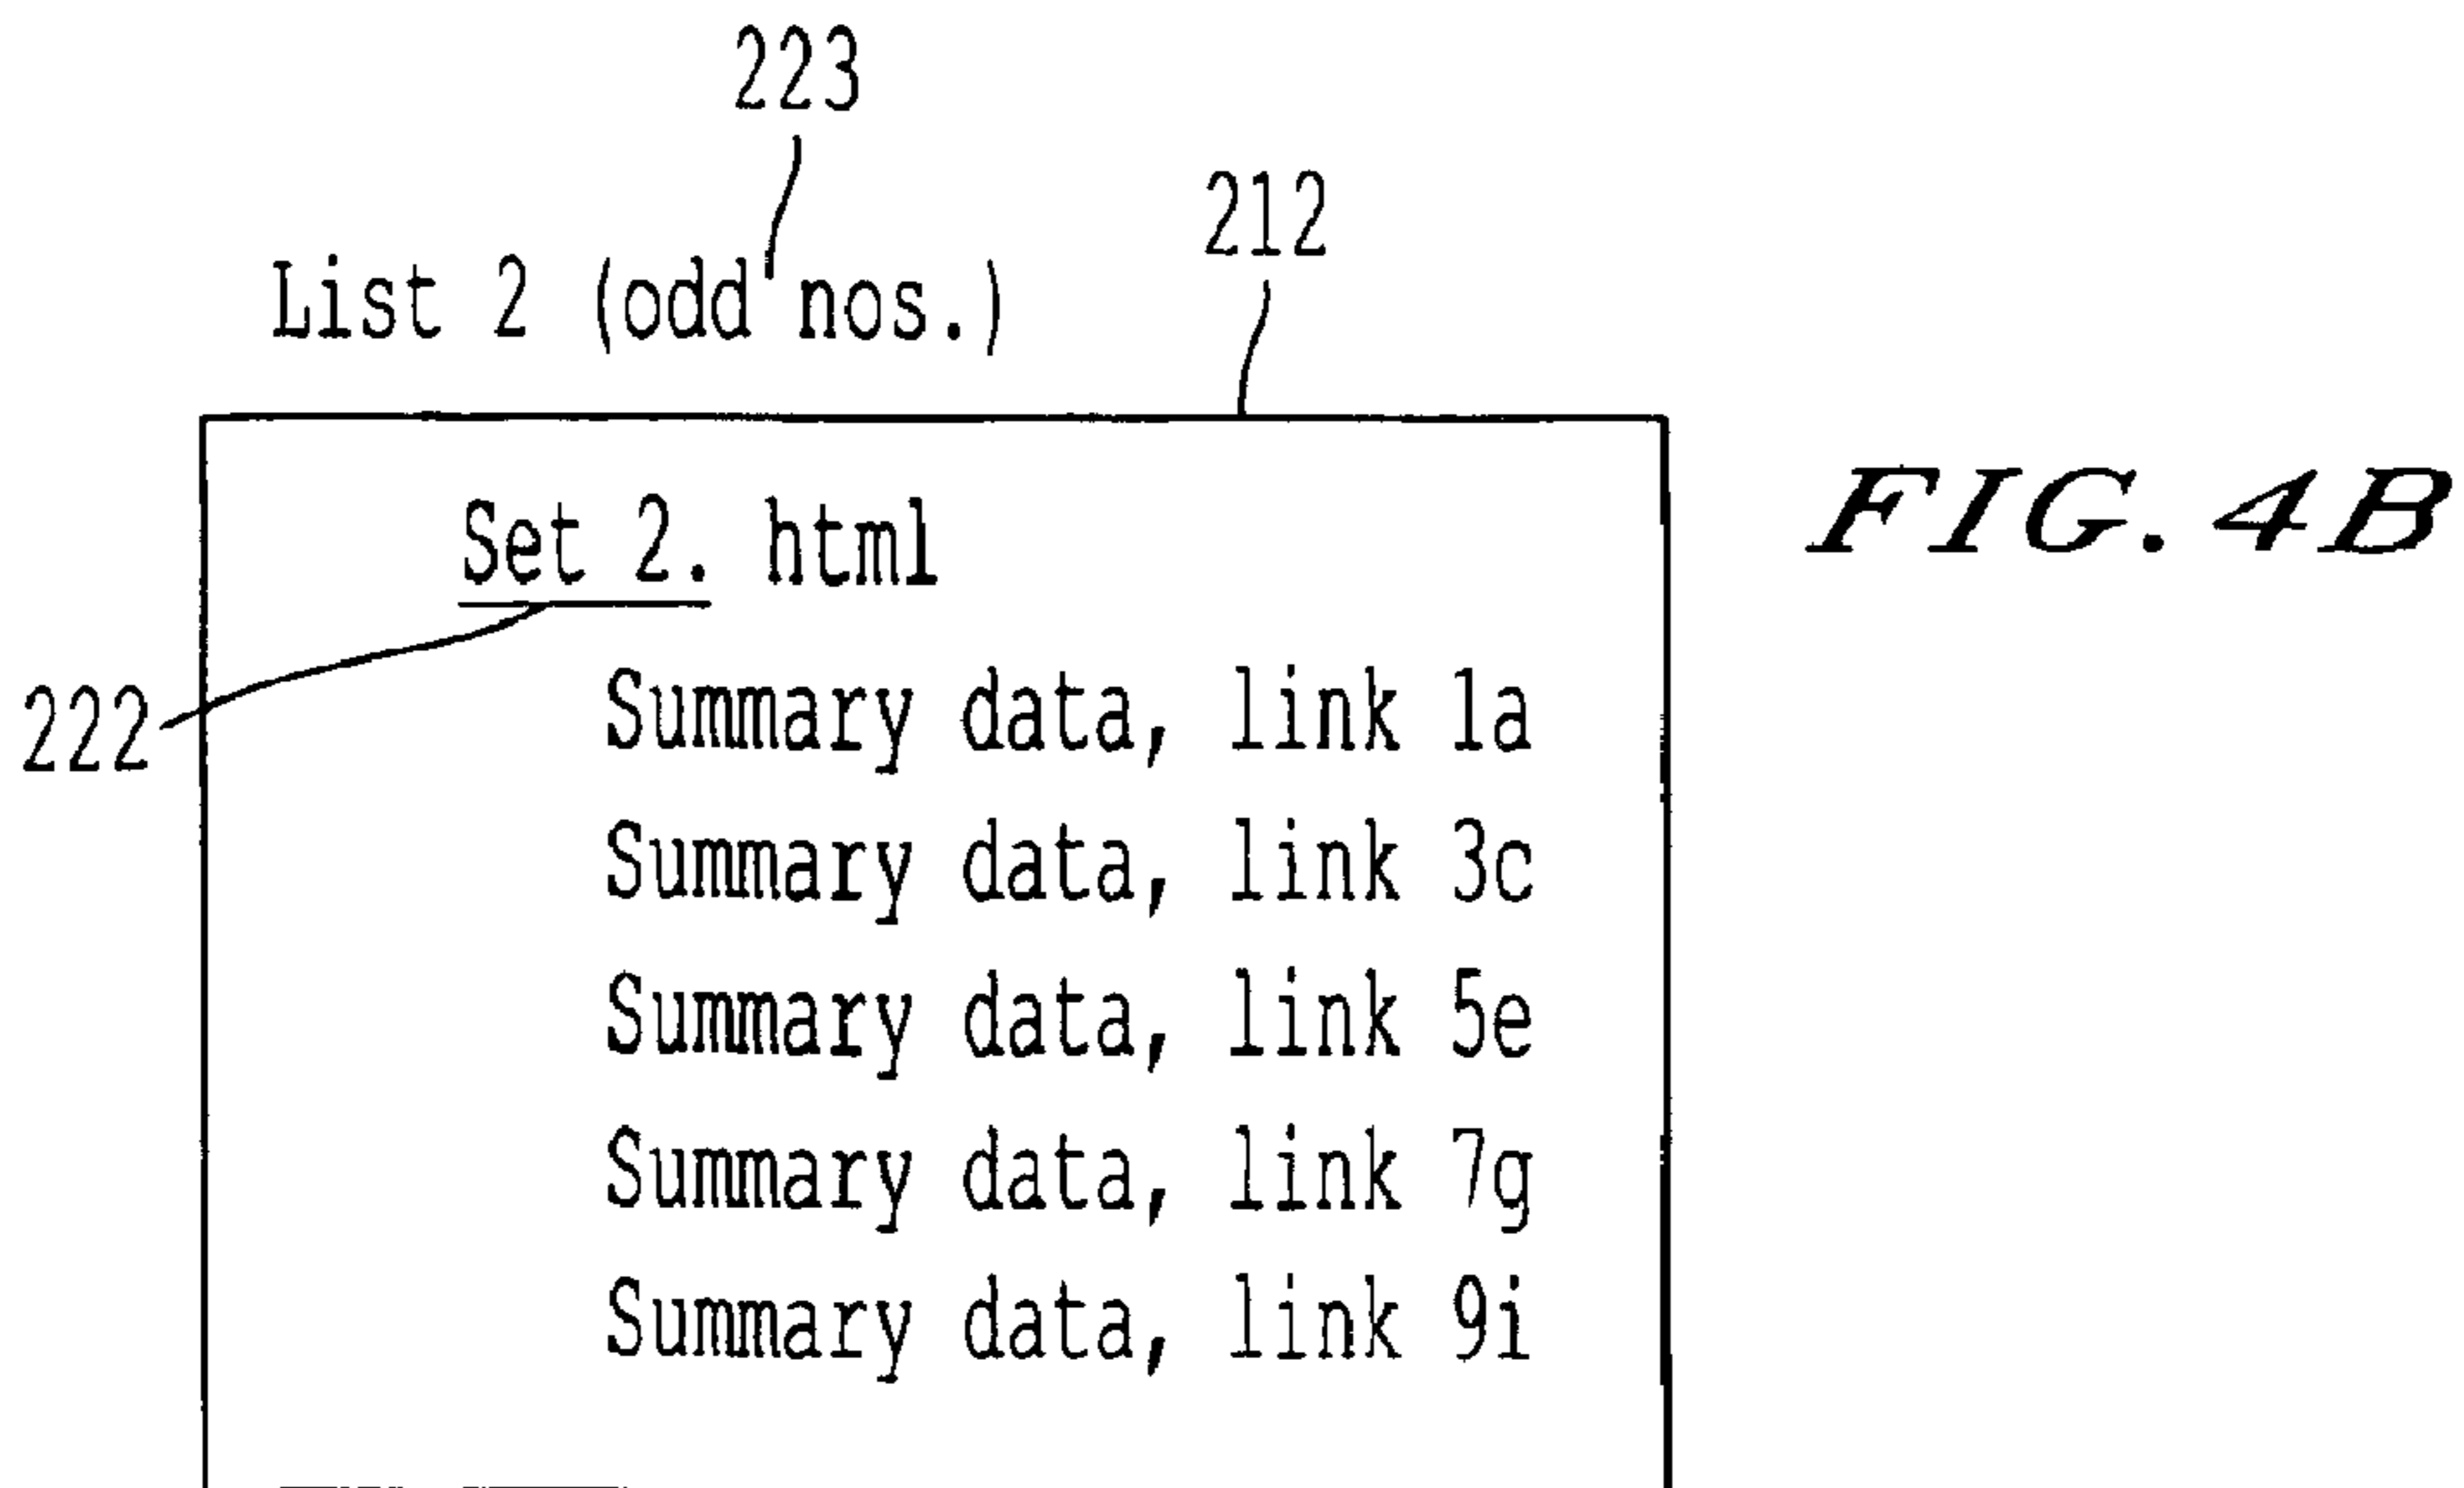 223
212
List 2 (odd nos.)
FIG. 4B
Set 2. html
222
Summary data, link 1a
Summary data, link 3c
Summary data, link 5e
Summary data, link 7g
Summary data, link 9i